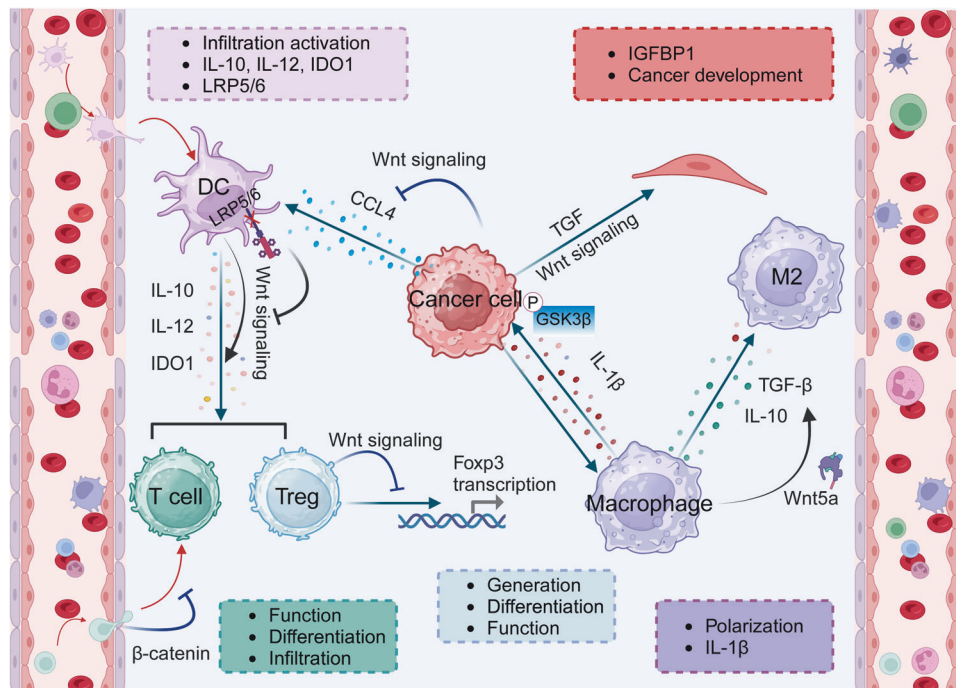 • Infiltration activation
• IL-10, IL-12, IDO1
• LRP5/6
• IGFBP1
• Cancer development
Wnt signaling
DC
LRP5/6
CCL4
TGF
Wnt signaling
M2
Cancer cell
P
GSK3β
IL-10
IL-12
IDO1
Wnt signaling
IL-1β
TGF-β
IL-10
Wnt signaling
Foxp3
transcription
T cell
Treg
Macrophage
Wnt5a
β-catenin
• Function
• Differentiation
• Infiltration
• Generation
• Differentiation
• Function
• Polarization
• IL-1β